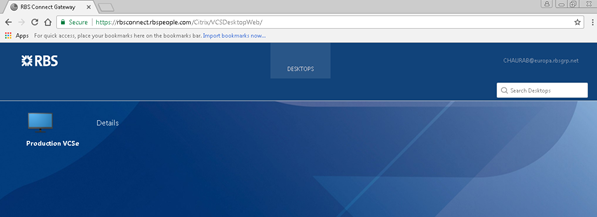 RBS Connect Gateway
Secure https://rbsconnect.rbspeople.com/Citrix/VCSDesktopWeb/
Apps For quick access, place your bookmarks here on the bookmarks bar. Import bookmarks now...
RBS
DESKTOPS
CHAURAB@europa.rbsgrp.net
Search Desktops
Details
Production VCSe